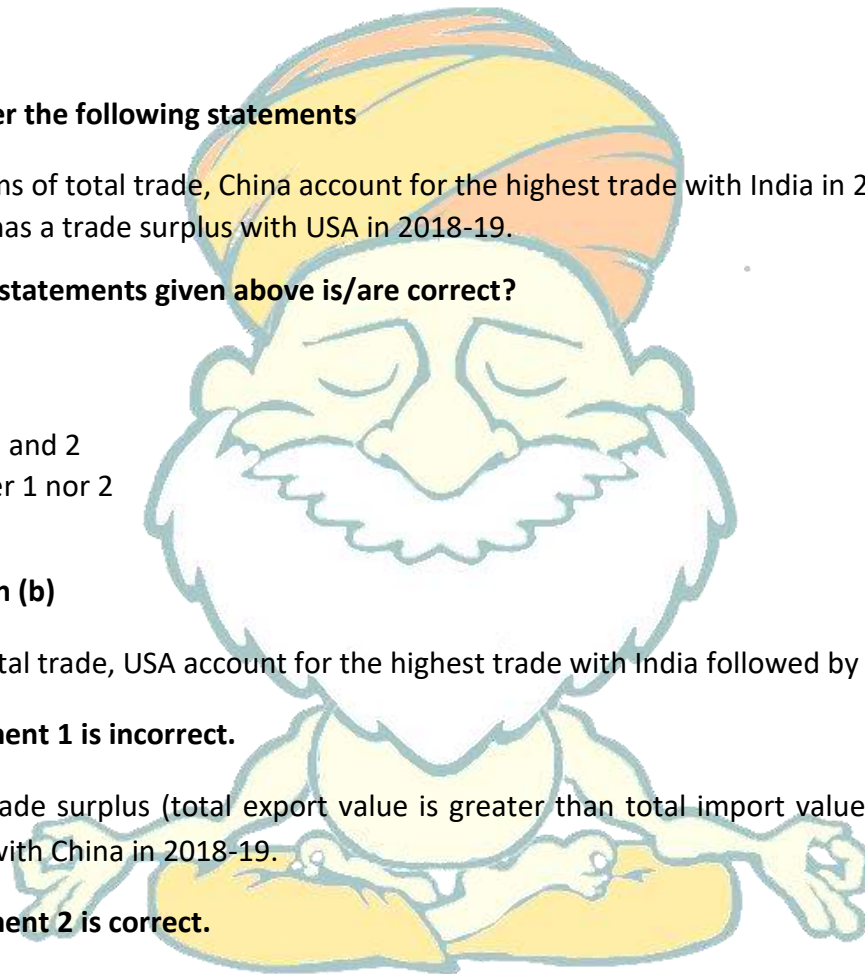 er the following statements
ns of total trade, China account for the highest trade with India in 2
has a trade surplus with USA in 2018-19.
statements given above is/are correct?
and 2
er 1 nor 2
n (b)
tal trade, USA account for the highest trade with India followed by
nent 1 is incorrect.
ade surplus (total export value is greater than total import value
with China in 2018-19.
nent 2 is correct.